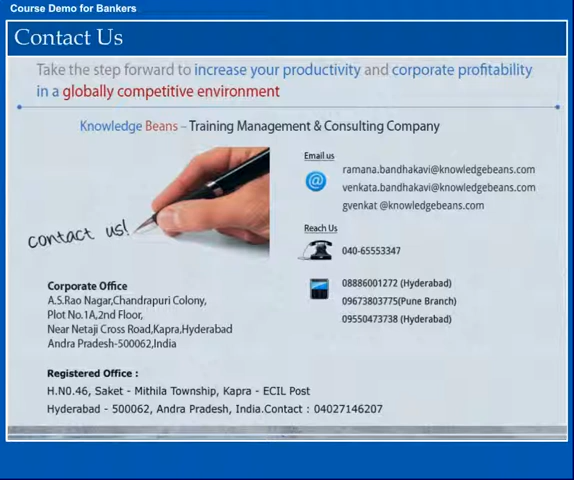 Course Demo for Bankers
Contact Us
Take the step forward to increase your productivity and corporate profitability
in a globally competitive environment
Knowledge Beans – Training Management & Consulting Company
contact us!
Email us
@
ramana.bandhakavi@knowledgebeans.com
venkata.bandhakavi@knowledgebeans.com
gvenkat @knowledgebeans.com
Reach Us
040-65553347
08886001272 (Hyderabad)
09673803775(Pune Branch)
09550473738 (Hyderabad)
Corporate Office
A.S.Rao Nagar,Chandrapuri Colony,
Plot No.1A,2nd Floor,
Near Netaji Cross Road,Kapra,Hyderabad
Andra Pradesh-500062,India
Registered Office :
H.N0.46, Saket - Mithila Township, Kapra - ECIL Post
Hyderabad - 500062, Andra Pradesh, India.Contact : 04027146207